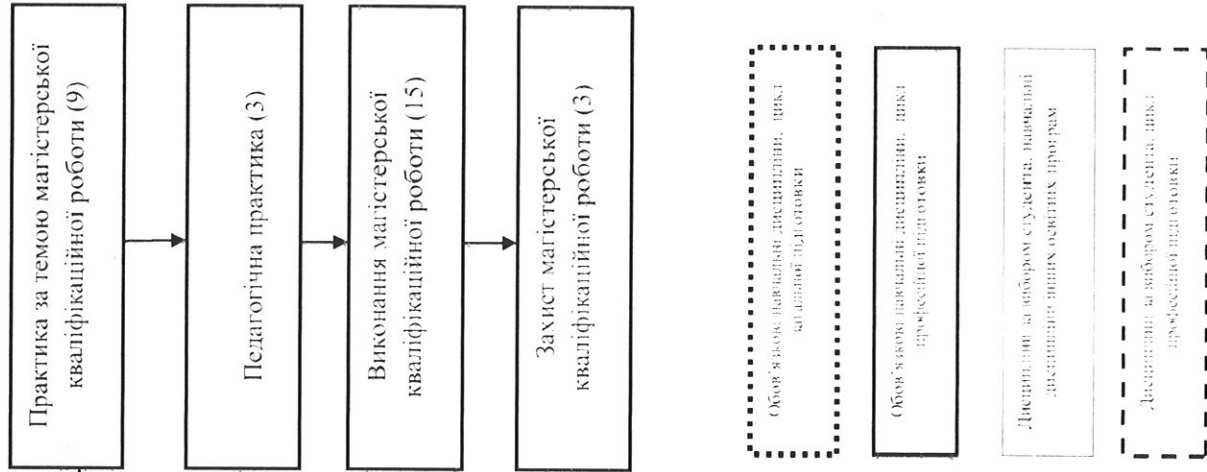 Практика за темою магістерської
кваліфікаційної роботи (9)
Педагогічна практика (3)
Виконання магістерської
кваліфікаційної роботи (15)
Захист магістерської
кваліфікаційної роботи (3)
Обов'язкові навчальні дисципліни, цикл
загальної підготовки
Обов'язкові навчальні дисципліни, цикл
професійної підготовки
Дисципліни за вибором студента, навчальні
дисципліни інших освітніх програм
Дисципліни за вибором студента, цикл
професійної підготовки